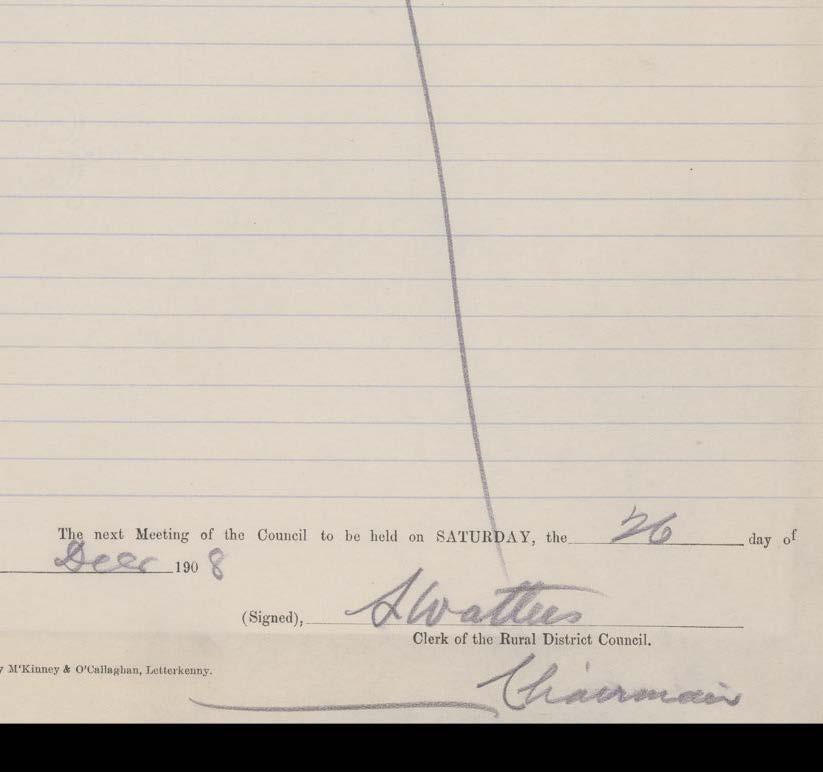 The next Meeting of the Council to be held on SATURDAY, the 26 day of
Decr 1908
(Signed), S Watters
Clerk of the Rural District Council.
y M'Kinney & O'Callaghan, Letterkenny.
Chairman